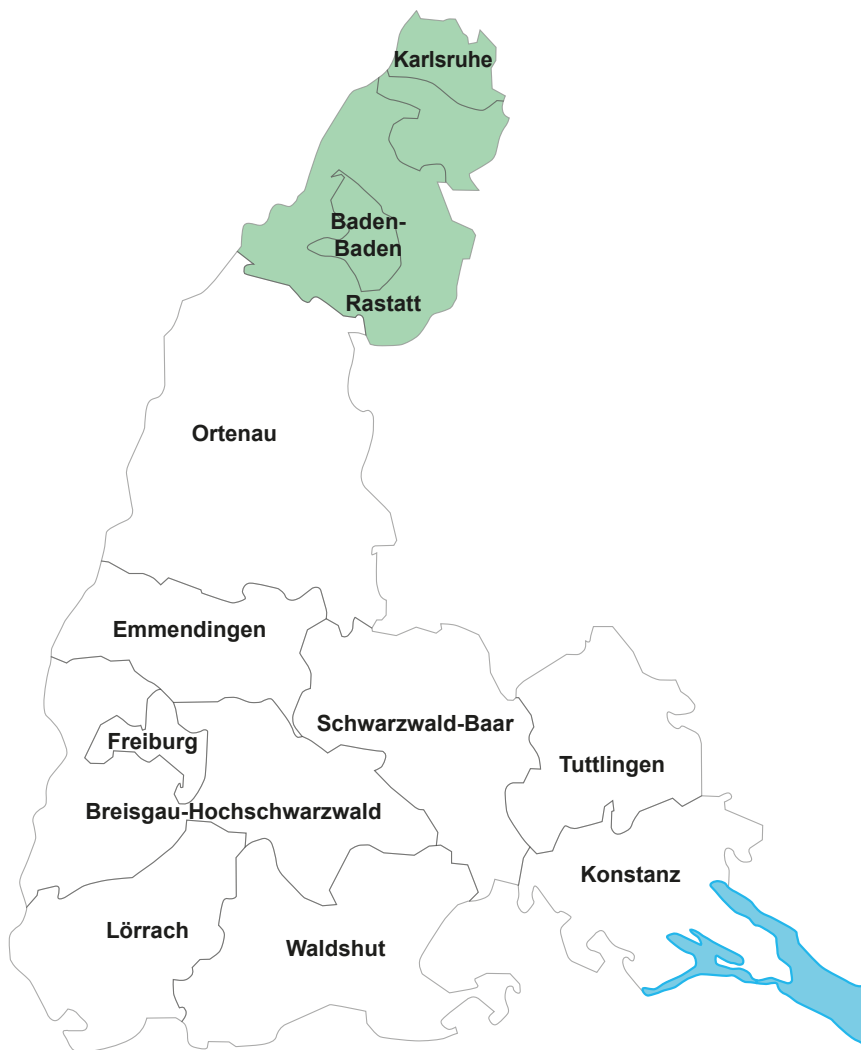 Karlsruhe
Baden-
Baden
Rastatt
Ortenau
Emmendingen
Schwarzwald-Baar
Freiburg
Tuttlingen
Breisgau-Hochschwarzwald
Konstanz
Lörrach
Waldshut